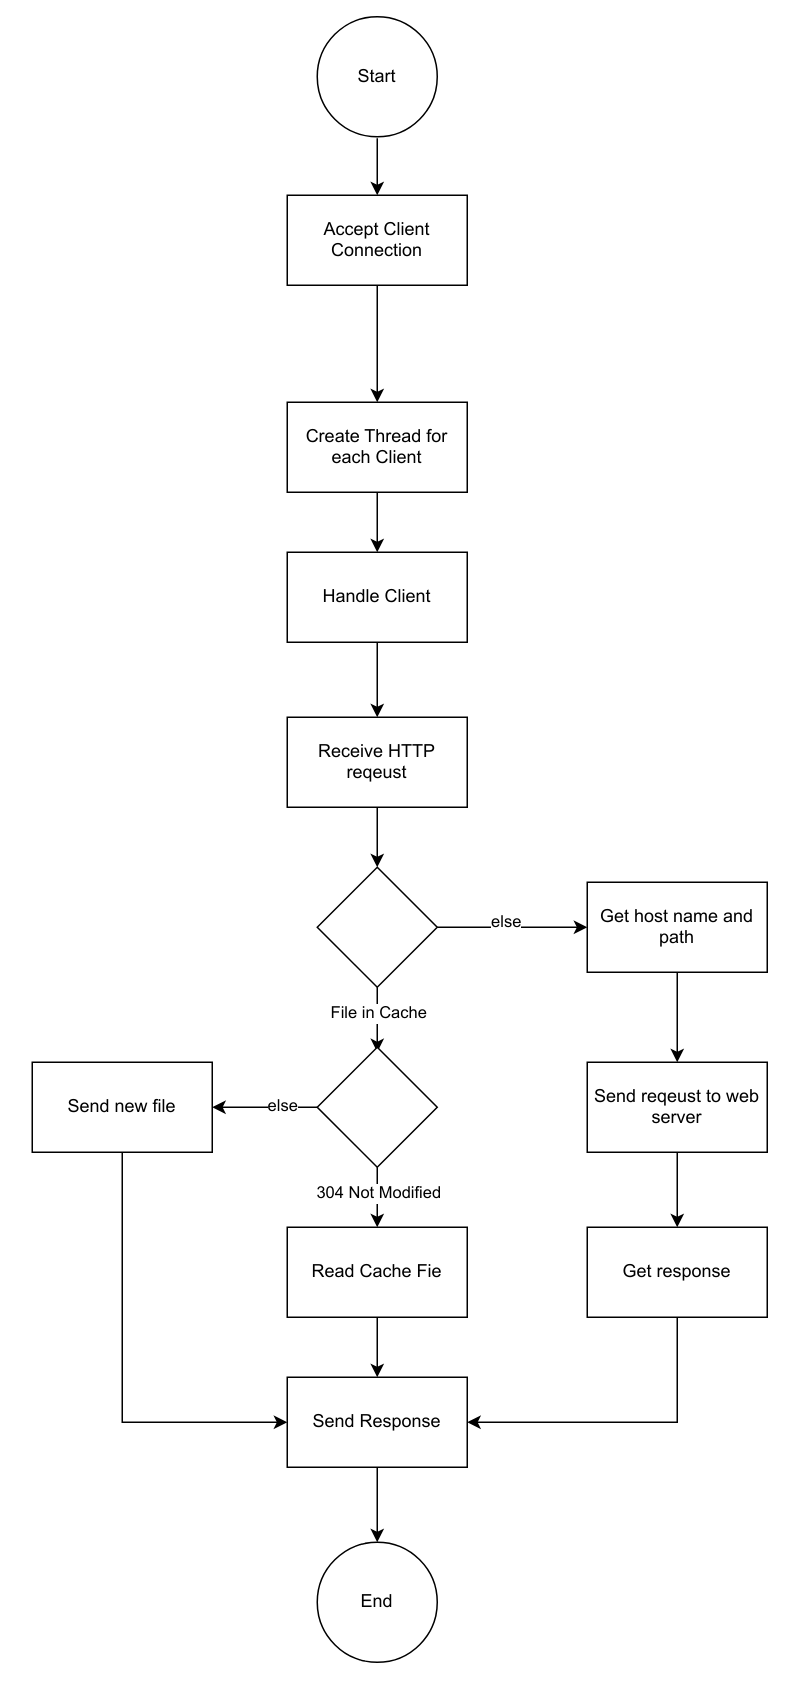 Start
Accept Client
Connection
Create Thread for
each Client
Handle Client
Receive HTTP
reqeust
else
Get host name and
path
File in Cache
Send new file
else
Send reqeust to web
server
304 Not Modified
Read Cache Fie
Get response
Send Response
End